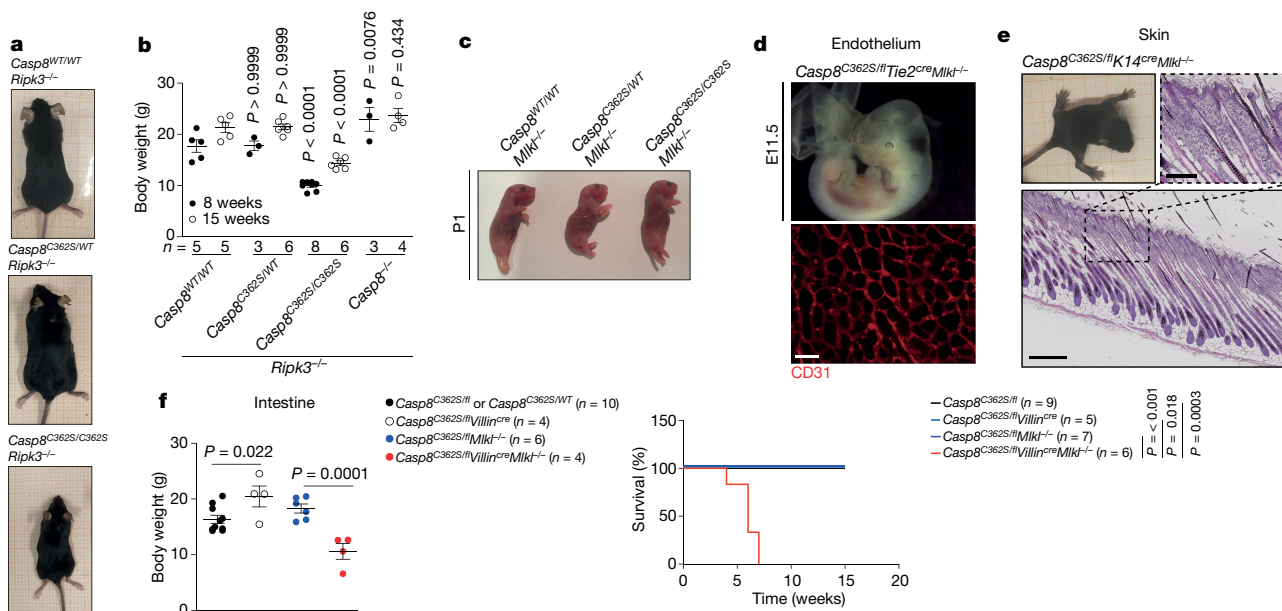 a
Casp8WT/WT
Ripk3–/–
Casp8C362S/WT
Ripk3–/–
Casp8C362S/C362S
Ripk3–/–
b
P > 0.9999
P > 0.9999
P < 0.0001
P < 0.0001
P = 0.0076
P = 0.434
Body weight (g)
30
20
10
0
8 weeks
15 weeks
n = 5 5 3 6 8 6 3 4
Casp8WT/WT
Casp8C362S/WT
Casp8C362S/C362S
Casp8–/–
Ripk3–/–
c
Casp8WT/WT
Mlkl–/–
Casp8C362S/WT
Mlkl–/–
Casp8C362S/C362S
Mlkl–/–
P1
d
Endothelium
Casp8C362S/flTie2creMlkl–/–
E11.5
CD31
e
Skin
Casp8C362S/flK14creMlkl–/–
f
Intestine
Casp8C362S/fl or Casp8C362S/WT (n = 10)
Casp8C362S/flVillincre (n = 4)
Casp8C362S/flMlkl–/– (n = 6)
Casp8C362S/flVillincreMlkl–/– (n = 4)
Body weight (g)
30
20
10
0
P = 0.022
P = 0.0001
Survival (%)
150
100
50
0
0 5 10 15 20
Time (weeks)
Casp8C362S/fl (n = 9)
Casp8C362S/flVillincre (n = 5)
Casp8C362S/flMlkl–/– (n = 7)
Casp8C362S/flVillincreMlkl–/– (n = 6)
P = < 0.001
P = 0.018
P = 0.0003